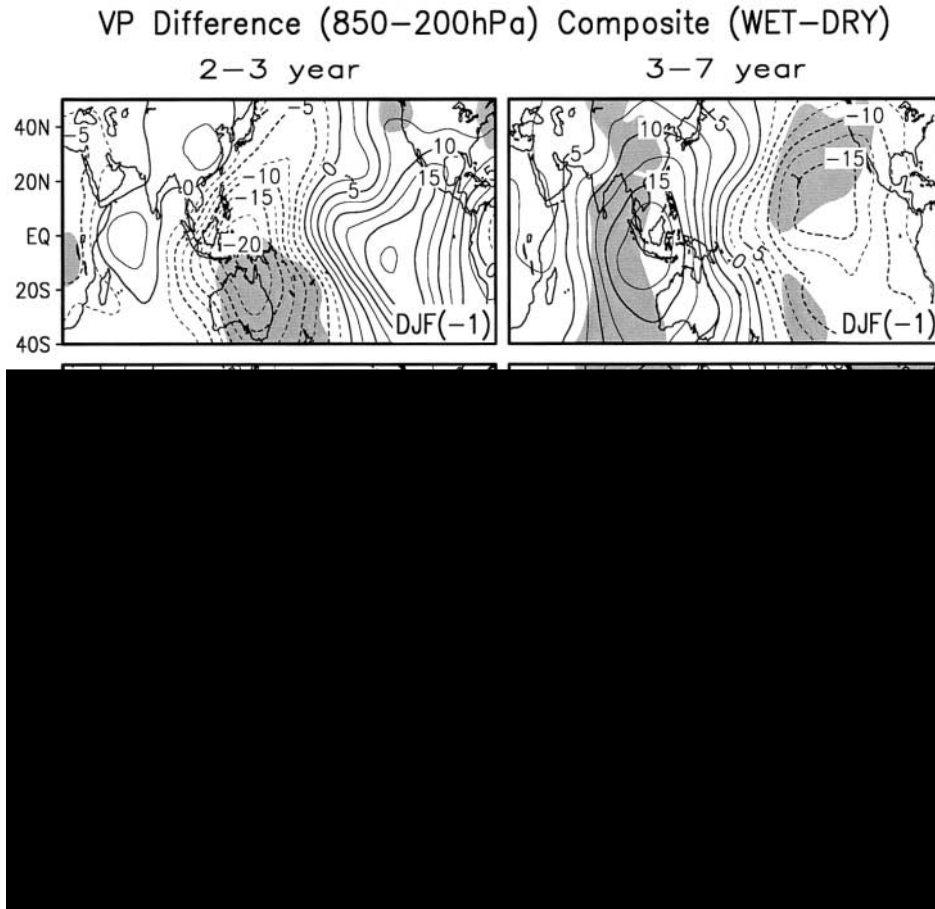 VP Difference (850–200hPa) Composite (WET–DRY)
2–3 year
3–7 year
40N
20N
EQ
20S
40S
-5
-5
0
-10
-15
-20
5
10
15
0
DJF(–1)
5
10
15
5
0
-5
-10
-15
DJF(–1)